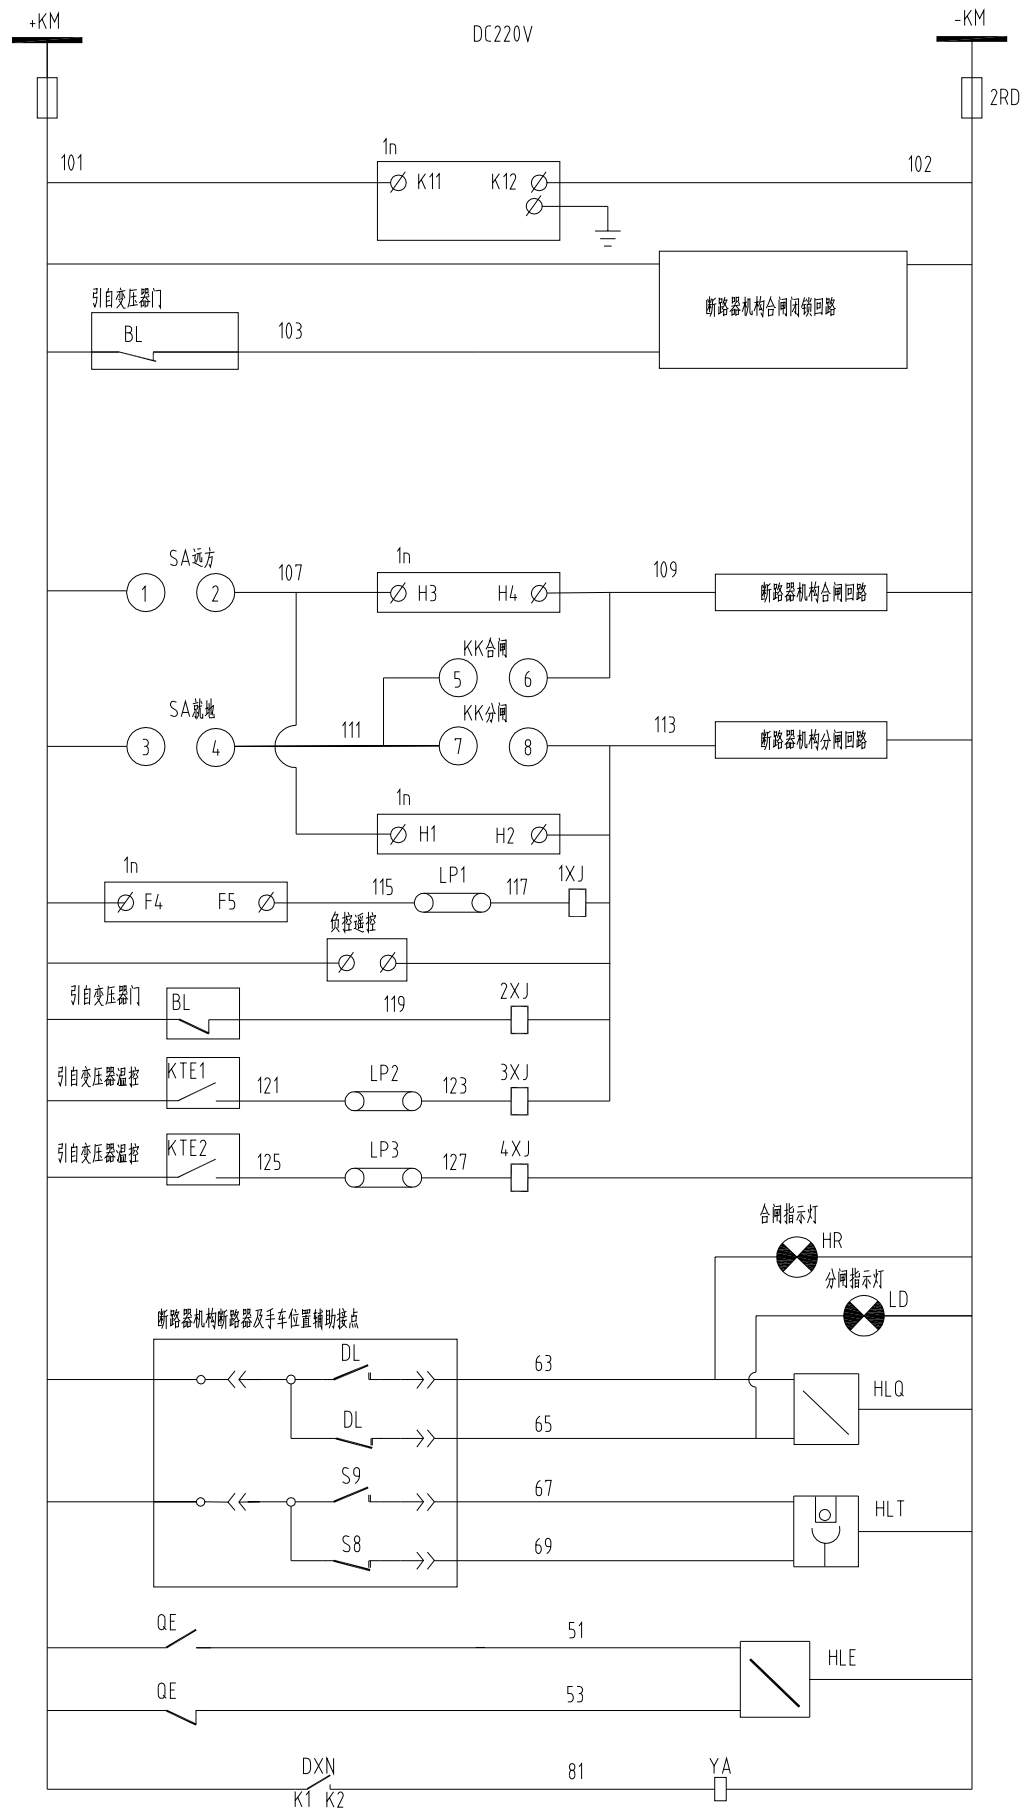 +KM
DC220V
-KM
2RD
101
1n
102
K11
K12
断路器机构合闸闭锁回路
引自变压器门
BL
103
SA远方
1n
107
109
1
2
H3
H4
断路器机构合闸回路
KK合闸
5
6
SA就地
KK分闸
111
113
3
4
7
8
断路器机构分闸回路
1n
H1
H2
1n
LP1
1XJ
115
117
F4
F5
负控遥控
引自变压器门
BL
119
2XJ
引自变压器温控
KTE1
121
LP2
123
3XJ
引自变压器温控
KTE2
125
LP3
127
4XJ
合闸指示灯
HR
分闸指示灯
LD
断路器机构断路器及手车位置辅助接点
DL
63
HLQ
DL
65
S9
67
HLT
S8
69
QE
51
HLE
QE
53
DXN
81
YA
K1
K2